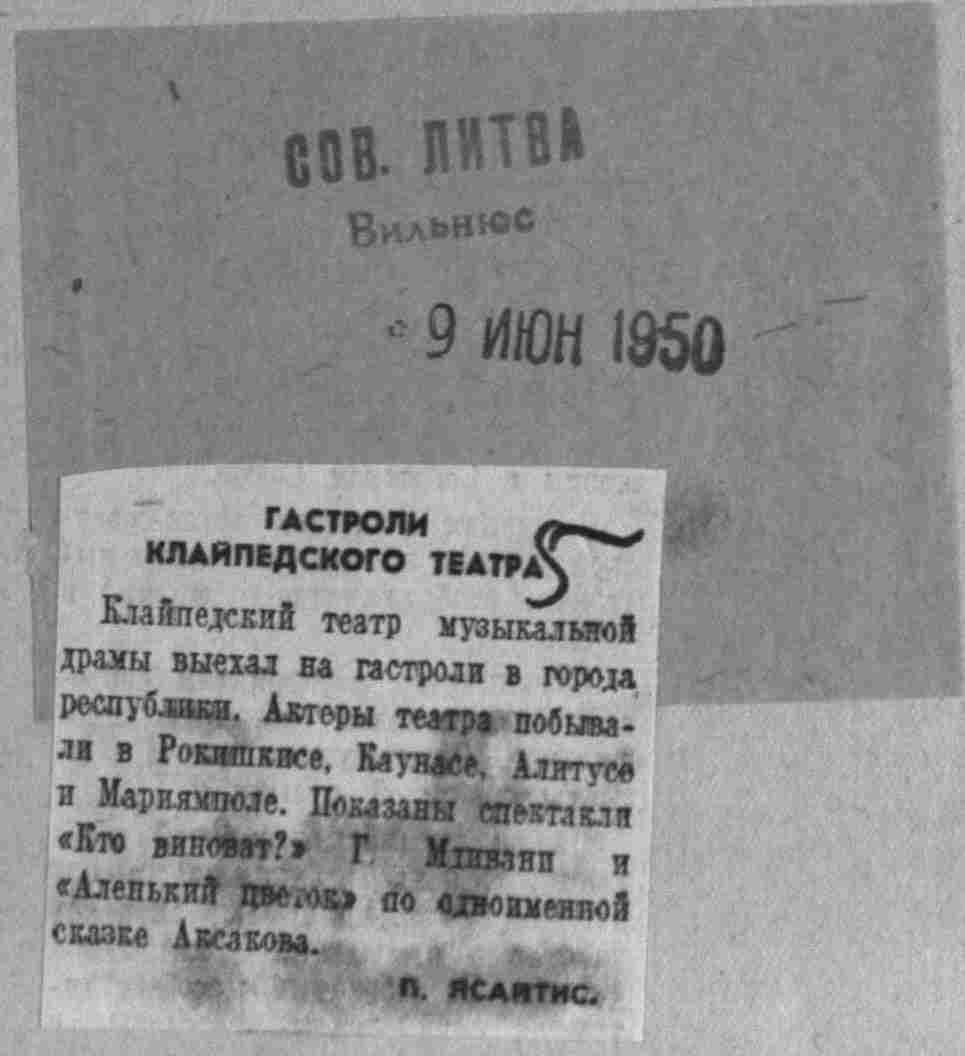 СОВ. ЛИТВА
Вильнюс
9 ИЮН 1950
ГАСТРОЛИ
КЛАЙПЕДСКОГО ТЕАТРА
Клайпедский театр музыкальной
драмы выехал на гастроли в города
республики. Актеры театра побыва-
ли в Рокишкисе, Каунасе, Алитусе
и Мариямполе. Показаны спектакли
«Кто виноват?» Г. Мдивани и
«Аленький цветок» по одноименной
сказке Аксакова.
П. ЯСАЙТИС.